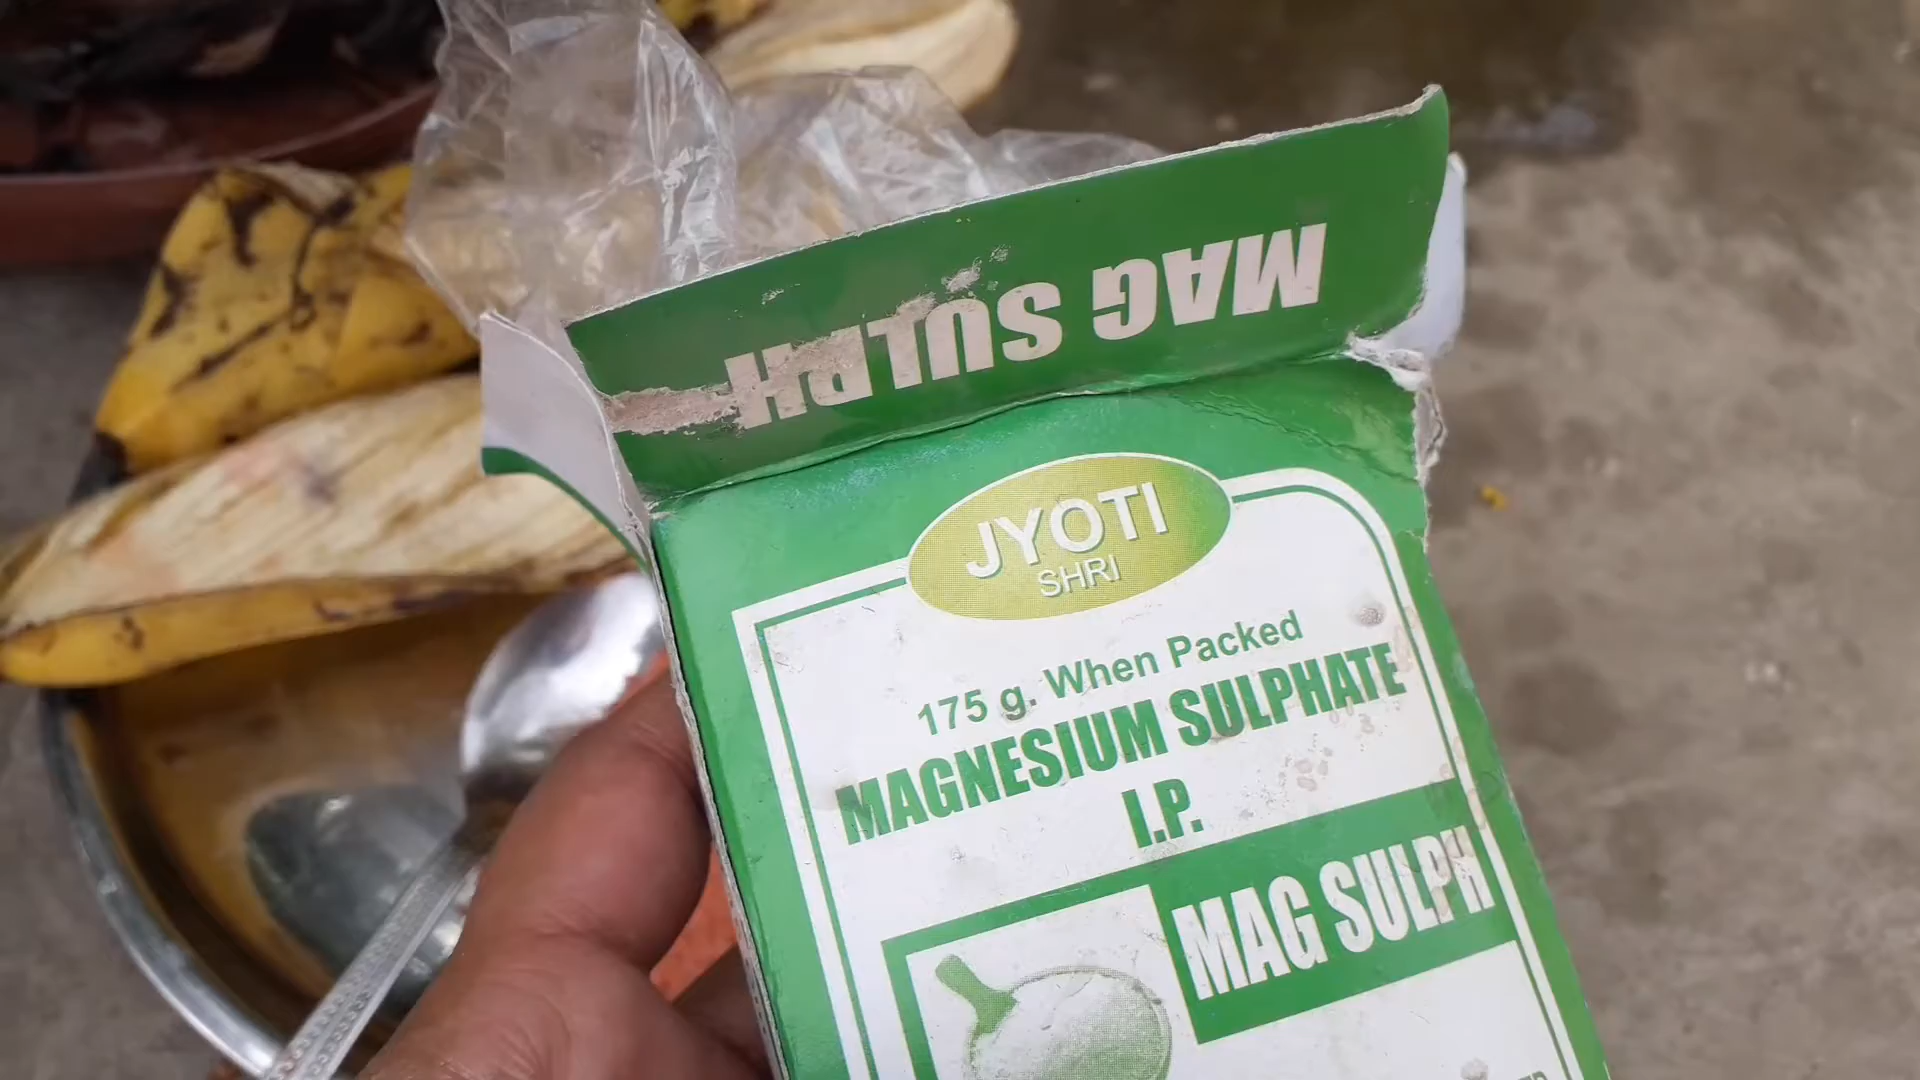 MAG SULPH
JYOTI
SHRI
175 g. When Packed
MAGNESIUM SULPHATE
I.P.
MAG SULPH